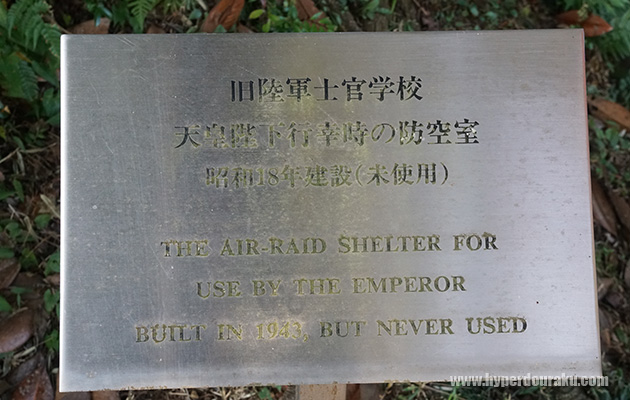 旧陸軍士官学校
天皇陛下行幸時の防空室
昭和18年建設(未使用)
THE AIR-RAID SHELTER FOR
USE BY THE EMPEROR
BUILT IN 1943, BUT NEVER USED
www.hyperdouraku.com